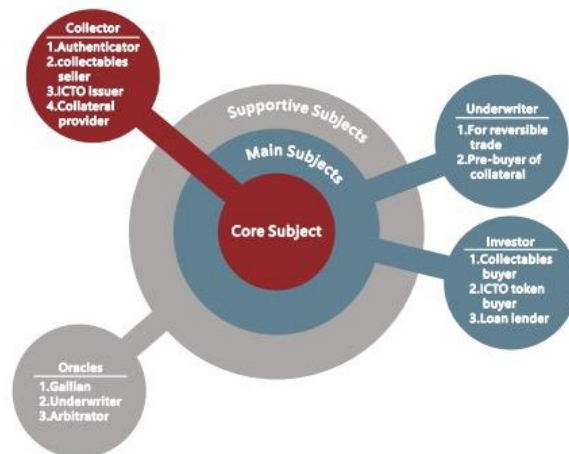 Collector
1.Authenticator
2.collectables
seller
3.ICTO issuer
4.Collateral
provider
Supportive Subjects
Main Subjects
Core Subject
Underwriter
1.For reversible
trade
2.Pre-buyer of
collateral
Investor
1.Collectables
buyer
2.ICTO token
buyer
3.Loan lender
Oracles
1.Gallian
2.Underwriter
3.Arbitrator